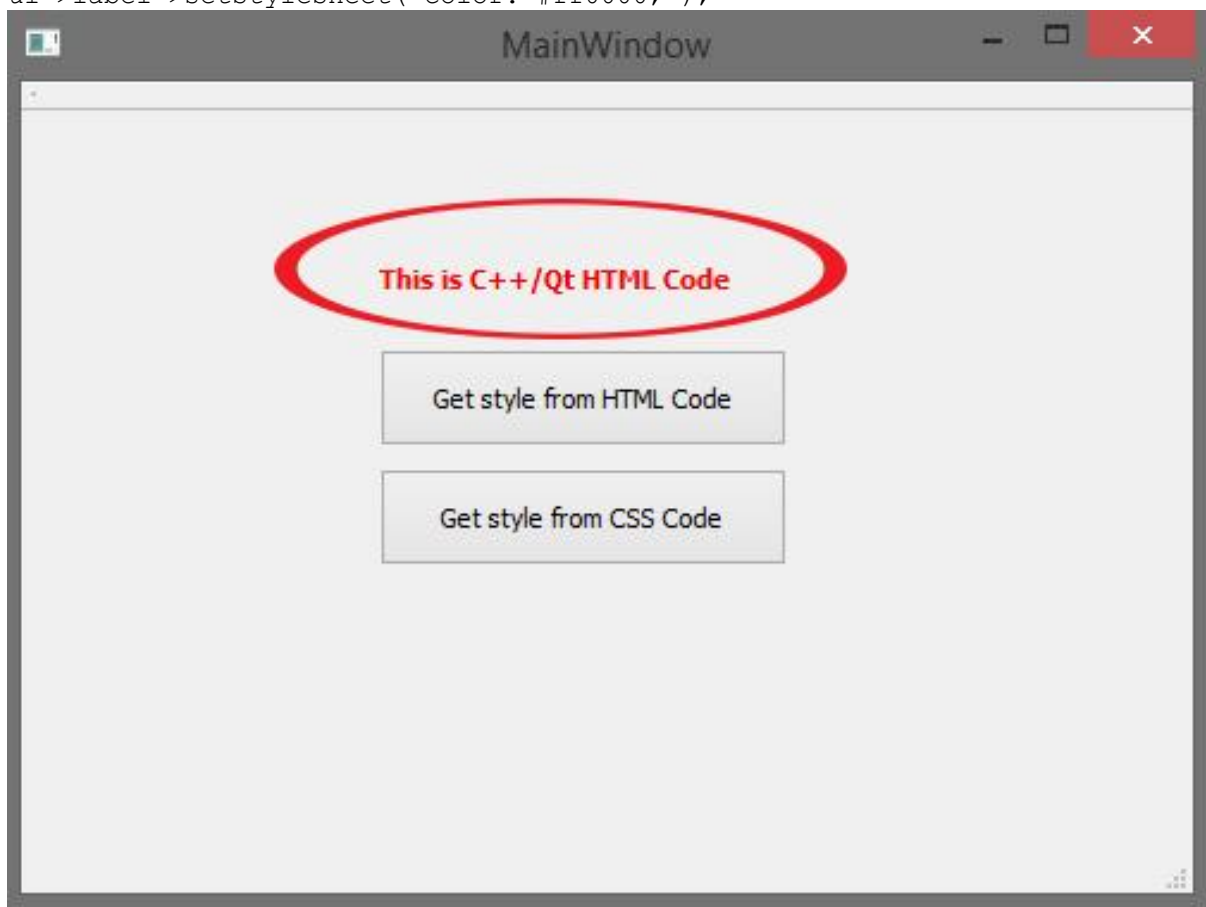 MainWindow
This is C++/Qt HTML Code
Get style from HTML Code
Get style from CSS Code